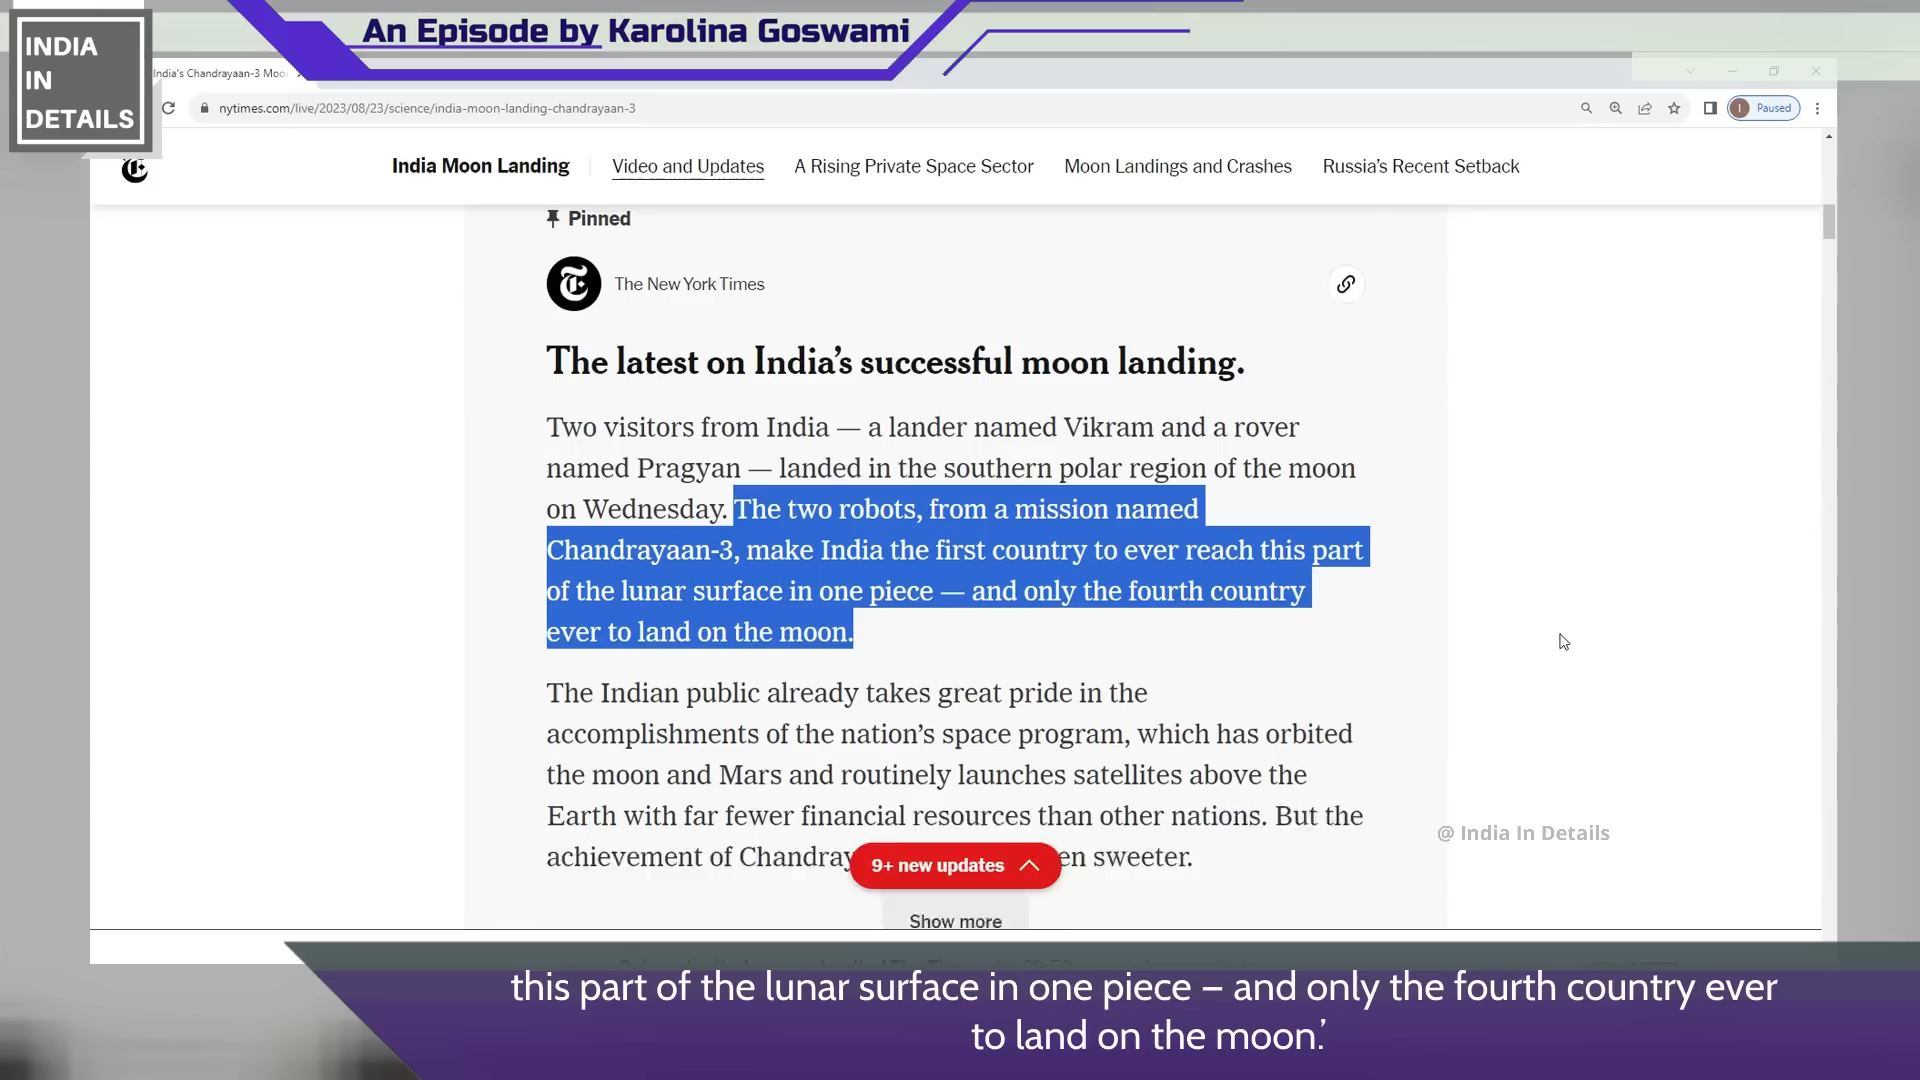 An Episode by Karolina Goswami
INDIA
IN
DETAILS
India's Chandrayaan-3 Moo
nytimes.com/live/2023/08/23/science/india-moon-landing-chandrayaan-3
I
Paused
India Moon Landing
Video and Updates
A Rising Private Space Sector
Moon Landings and Crashes
Russia’s Recent Setback
Pinned
The New York Times
The latest on India’s successful moon landing.
Two visitors from India — a lander named Vikram and a rover
named Pragyan — landed in the southern polar region of the moon
on Wednesday. The two robots, from a mission named
Chandrayaan-3, make India the first country to ever reach this part
of the lunar surface in one piece — and only the fourth country
ever to land on the moon.
The Indian public already takes great pride in the
accomplishments of the nation’s space program, which has orbited
the moon and Mars and routinely launches satellites above the
Earth with far fewer financial resources than other nations. But the
achievement of Chandray en sweeter.
9+ new updates
@ India In Details
Show more
this part of the lunar surface in one piece – and only the fourth country ever
to land on the moon.’